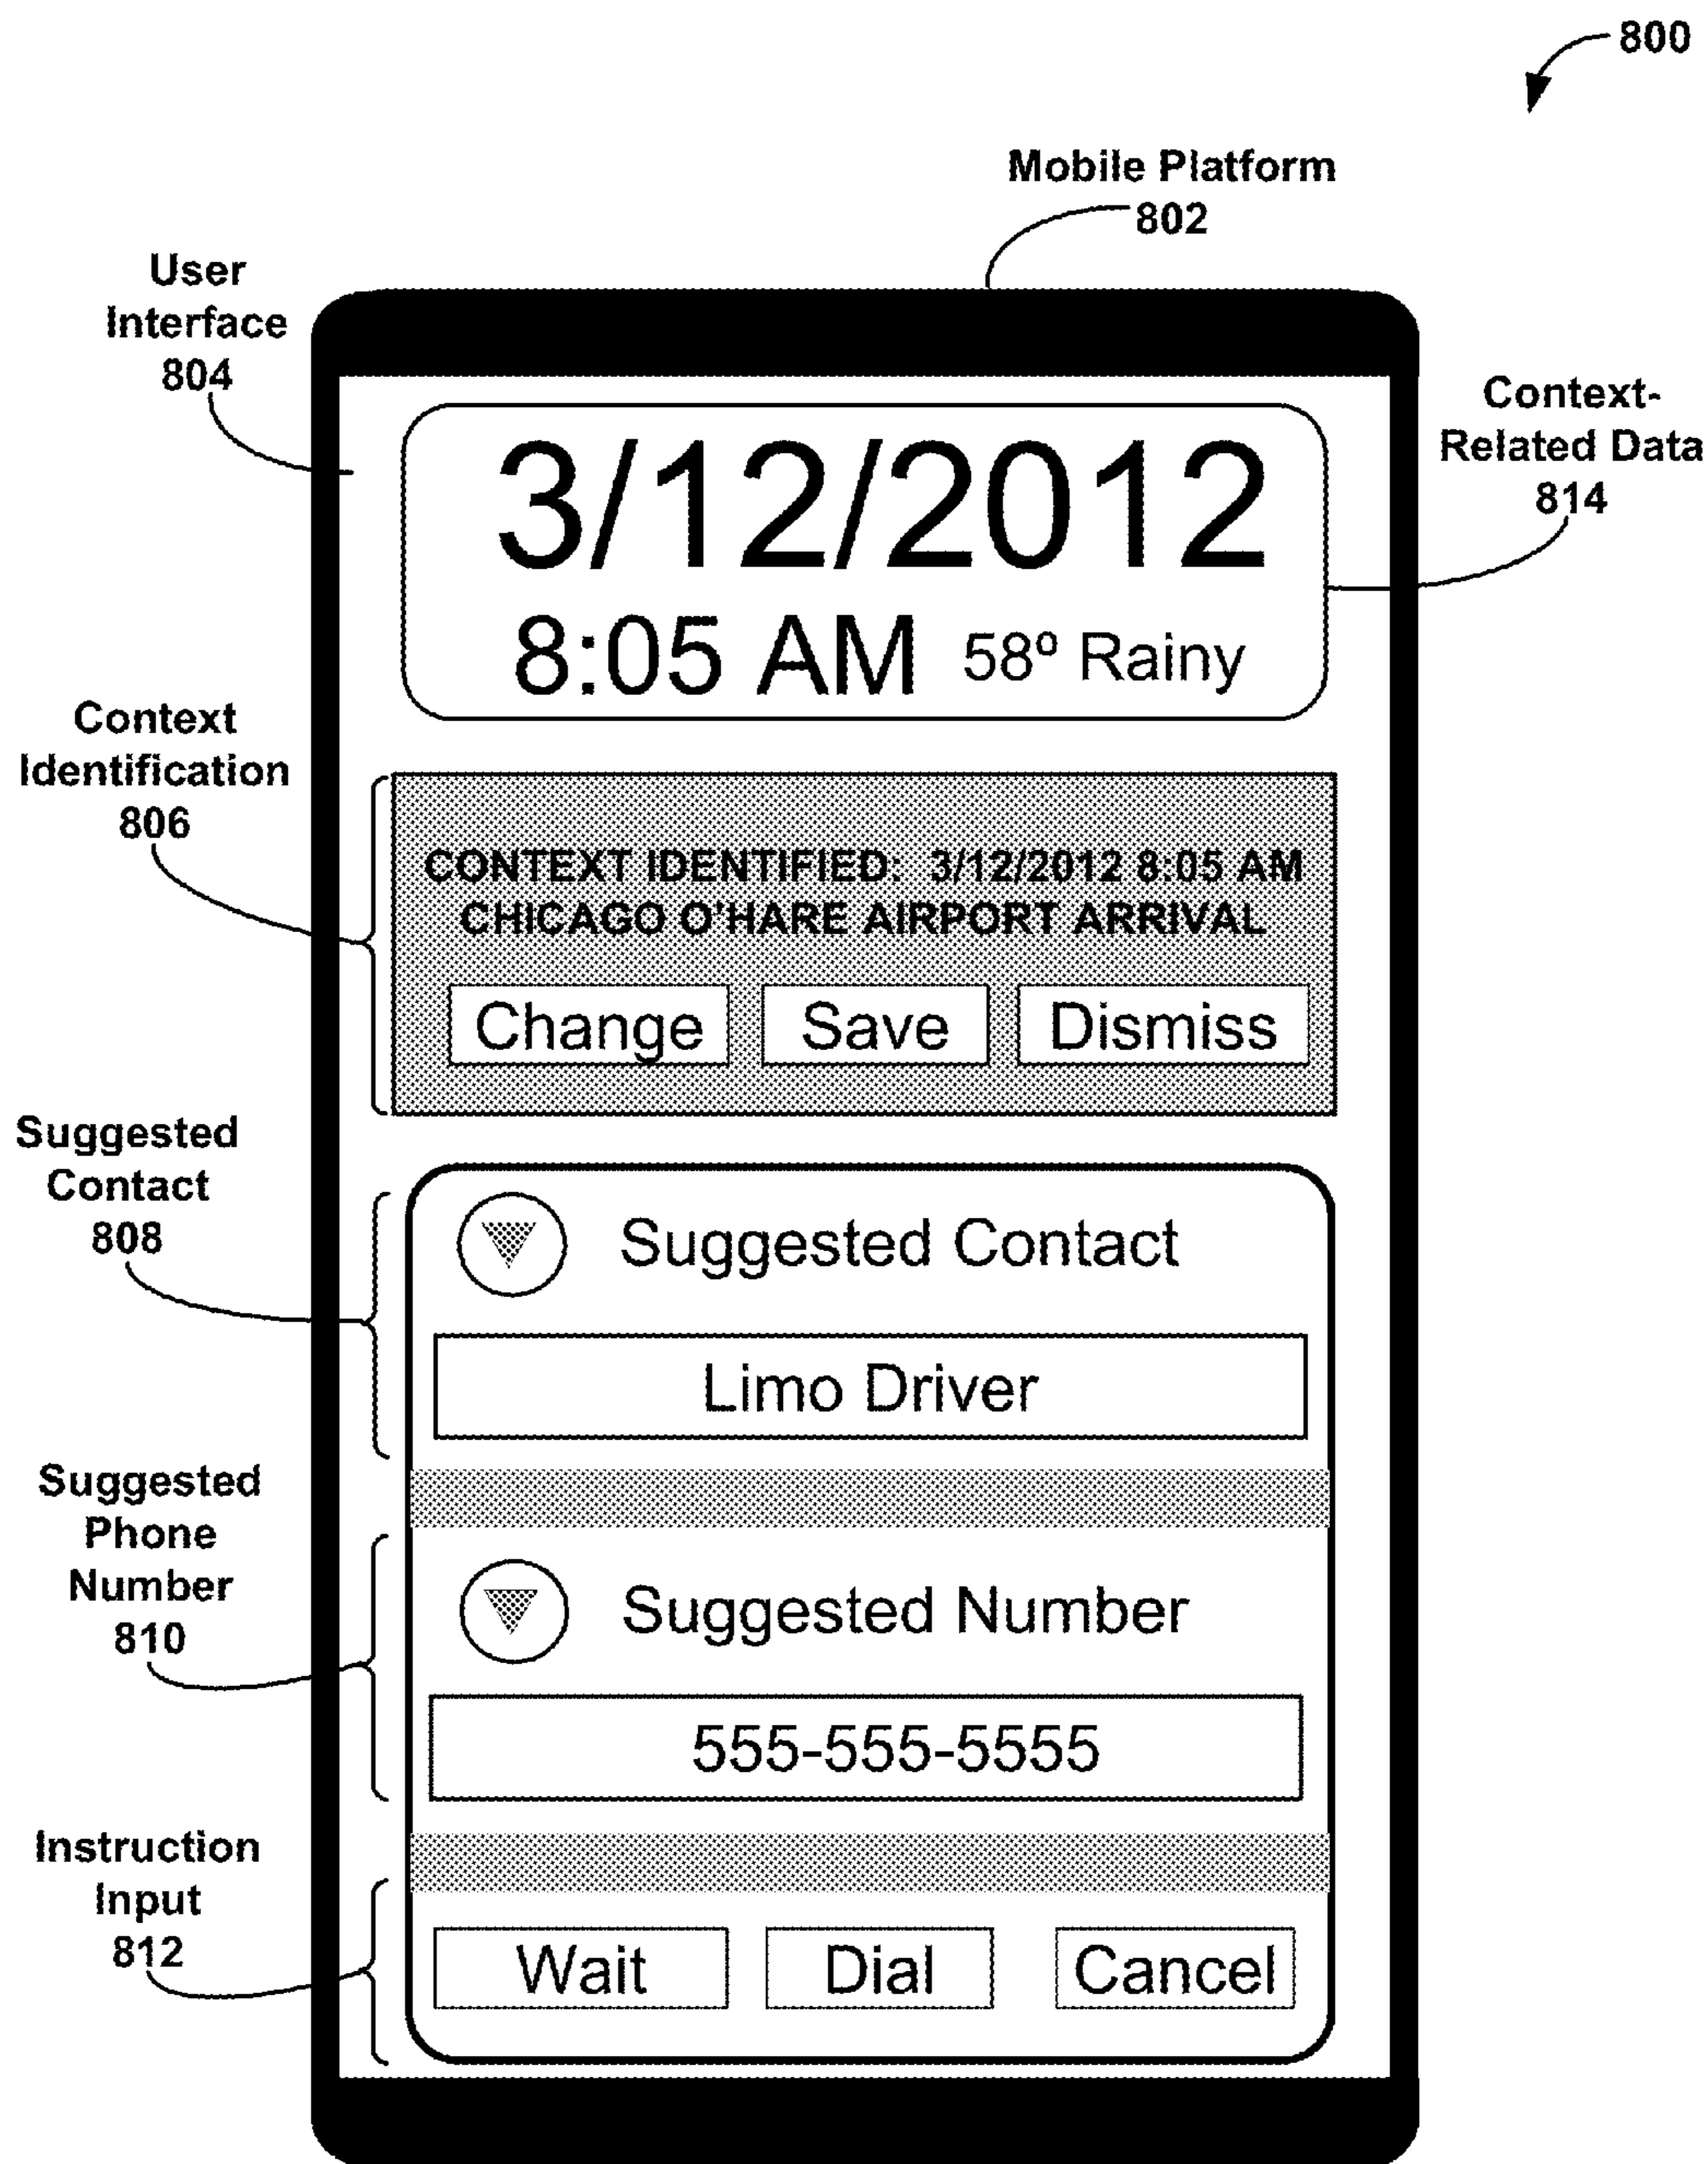 800
Mobile Platform
802
User
Interface
804
Context-
Related Data
814
3/12/2012
8:05 AM 58º Rainy
Context
Identification
806
CONTEXT IDENTIFIED: 3/12/2012 8:05 AM
CHICAGO O'HARE AIRPORT ARRIVAL
Change Save Dismiss
Suggested
Contact
808
Suggested Contact
Limo Driver
Suggested
Phone
Number
810
Suggested Number
555-555-5555
Instruction
Input
812
Wait Dial Cancel